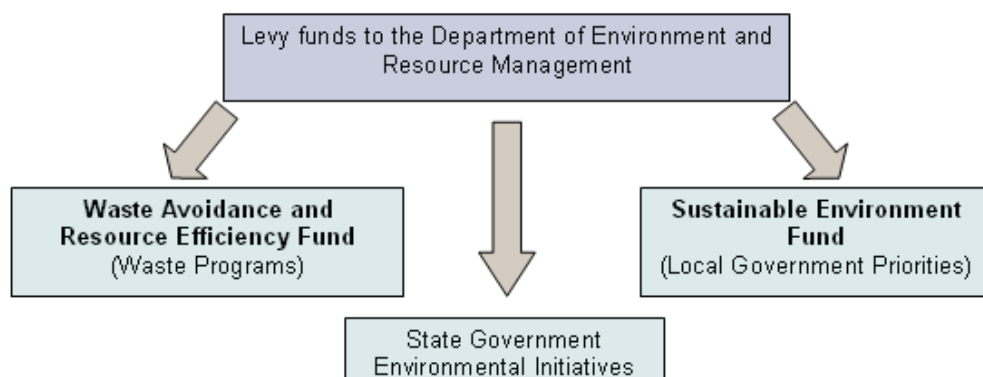 Levy funds to the Department of Environment and
Resource Management
Waste Avoidance and
Resource Efficiency Fund
(Waste Programs)
Sustainable Environment
Fund
(Local Government Priorities)
State Government
Environmental Initiatives